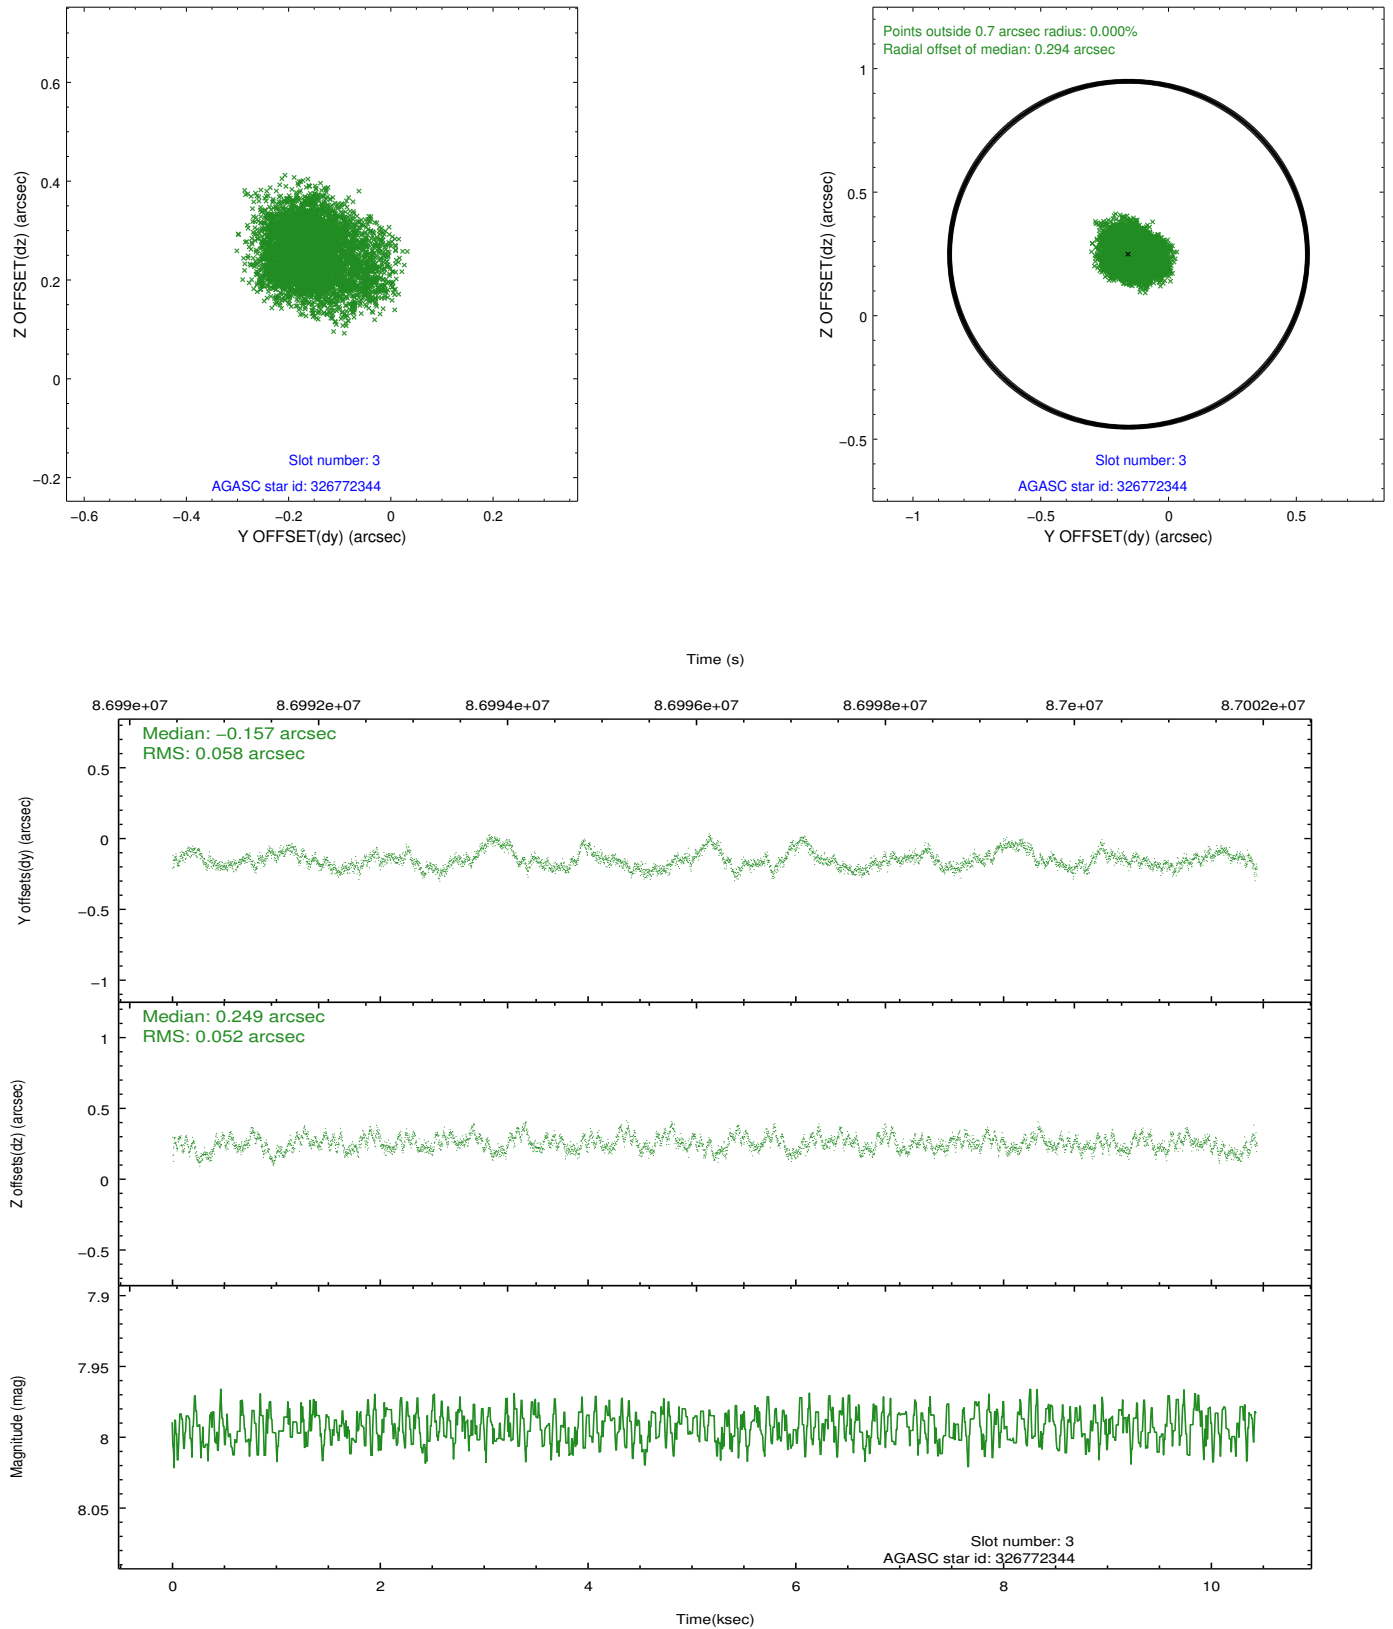 0.6
0.4
0.2
0
−0.2
Z OFFSET(dz) (arcsec)
Slot number: 3
AGASC star id: 326772344
−0.6 −0.4 −0.2 0 0.2
Y OFFSET(dy) (arcsec)
Points outside 0.7 arcsec radius: 0.000%
Radial offset of median: 0.294 arcsec
1
0.5
0
−0.5
Z OFFSET(dz) (arcsec)
Slot number: 3
AGASC star id: 326772344
−1 −0.5 0 0.5
Y OFFSET(dy) (arcsec)
Time (s)
8.699e+07 8.6992e+07 8.6994e+07 8.6996e+07 8.6998e+07 8.7e+07 8.7002e+07
Median: −0.157 arcsec
RMS: 0.058 arcsec
0.5
0
−0.5
−1
Y offsets(dy) (arcsec)
Median: 0.249 arcsec
RMS: 0.052 arcsec
1
0.5
0
−0.5
Z offsets(dz) (arcsec)
7.9
7.95
8
8.05
Magnitude (mag)
Slot number: 3
AGASC star id: 326772344
0 2 4 6 8 10
Time(ksec)